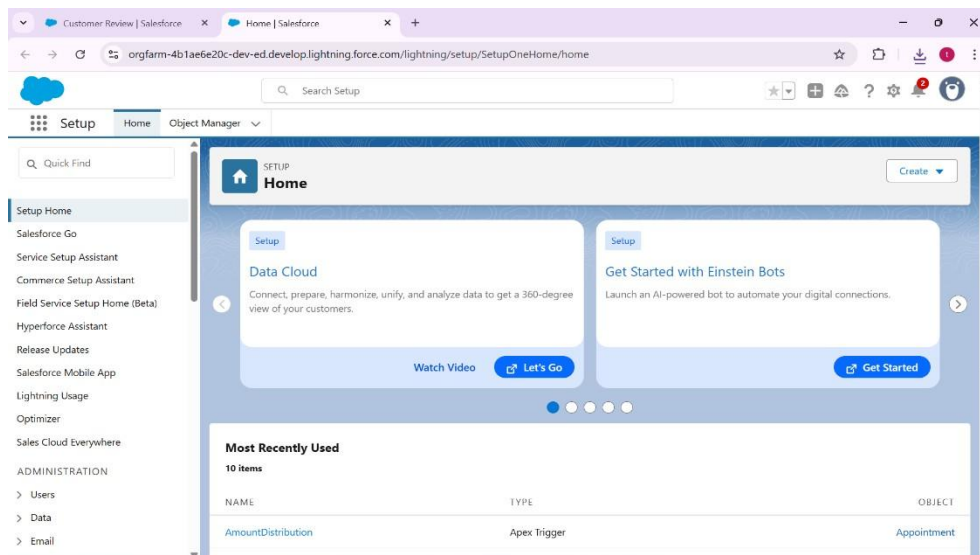 Customer Review | Salesforce
Home | Salesforce
orgfarm-4b1ae6e20c-dev-ed.develop.lightning.force.com/lightning/setup/SetupOneHome/home
t
Search Setup
2
Setup
Home
Object Manager
Quick Find
Setup Home
Salesforce Go
Service Setup Assistant
Commerce Setup Assistant
Field Service Setup Home (Beta)
Hyperforce Assistant
Release Updates
Salesforce Mobile App
Lightning Usage
Optimizer
Sales Cloud Everywhere
ADMINISTRATION
Users
Data
Email
SETUP
Home
Create
Setup
Data Cloud
Connect, prepare, harmonize, unify, and analyze data to get a 360-degree
view of your customers.
Watch Video
Let's Go
Setup
Get Started with Einstein Bots
Launch an AI-powered bot to automate your digital connections.
Get Started
Most Recently Used
10 items
NAME TYPE OBJECT
AmountDistribution Apex Trigger Appointment